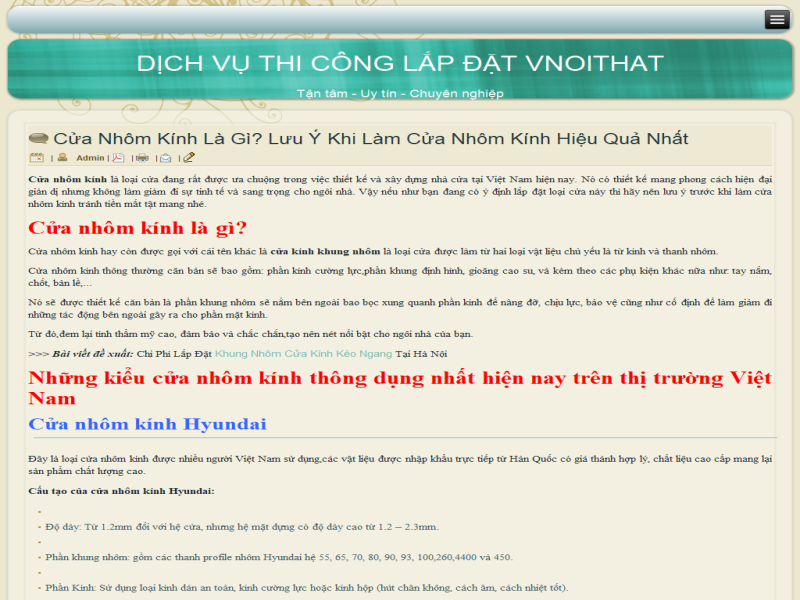 DỊCH VỤ THI CÔNG LẮP ĐẶT VNOITHAT
Tận tâm - Uy tín - Chuyên nghiệp
Cửa Nhôm Kính Là Gì? Lưu Ý Khi Làm Cửa Nhôm Kính Hiệu Quả Nhất
| Admin | | | |
Cửa nhôm kính là loại cửa đang rất được ưa chuộng trong việc thiết kế và xây dựng nhà cửa tại Việt Nam hiện nay. Nó có thiết kế mang phong cách hiện đại
giản dị nhưng không làm giảm đi sự tinh tế và sang trọng cho ngôi nhà. Vậy nếu như bạn đang có ý định lắp đặt loại cửa này thì hãy nên lưu ý trước khi làm cửa
nhôm kính tránh tiền mất tật mang nhé.
Cửa nhôm kính là gì?
Cửa nhôm kính hay còn được gọi với cái tên khác là cửa kính khung nhôm là loại cửa được làm từ hai loại vật liệu chủ yếu là từ kính và thanh nhôm.
Cửa nhôm kính thông thường căn bản sẽ bao gồm: phần kính cường lực,phần khung định hình, gioăng cao su, và kèm theo các phụ kiện khác nữa như: tay nắm,
chốt, bản lề,...
Nó sẽ được thiết kế căn bản là phần khung nhôm sẽ nằm bên ngoài bao bọc xung quanh phần kính để nâng đỡ, chịu lực, bảo vệ cũng như cố định để làm giảm đi
những tác động bên ngoài gây ra cho phần mặt kính.
Từ đó,đem lại tính thẩm mỹ cao, đảm bảo và chắc chắn,tạo nên nét nổi bật cho ngôi nhà của bạn.
>>> Bài viết đề xuất: Chi Phí Lắp Đặt Khung Nhôm Cửa Kính Kéo Ngang Tại Hà Nội
Những kiểu cửa nhôm kính thông dụng nhất hiện nay trên thị trường Việt
Nam
Cửa nhôm kính Hyundai
Đây là loại cửa nhôm kính được nhiều người Việt Nam sử dụng,các vật liệu được nhập khẩu trực tiếp từ Hàn Quốc có giá thành hợp lý, chất liệu cao cấp mang lại
sản phẩm chất lượng cao.
Cấu tạo của cửa nhôm kính Hyundai:
Độ dày: Từ 1.2mm đối với hệ cửa, nhưng hệ mặt dựng có độ dày cao từ 1.2 – 2.3mm.
Phần khung nhôm: gồm các thanh profile nhôm Hyundai hệ 55, 65, 70, 80, 90, 93, 100,260,4400 và 450.
Phần Kính: Sử dụng loại kính dán an toàn, kính cường lực hoặc kính hộp (hút chân không, cách âm, cách nhiệt tốt).